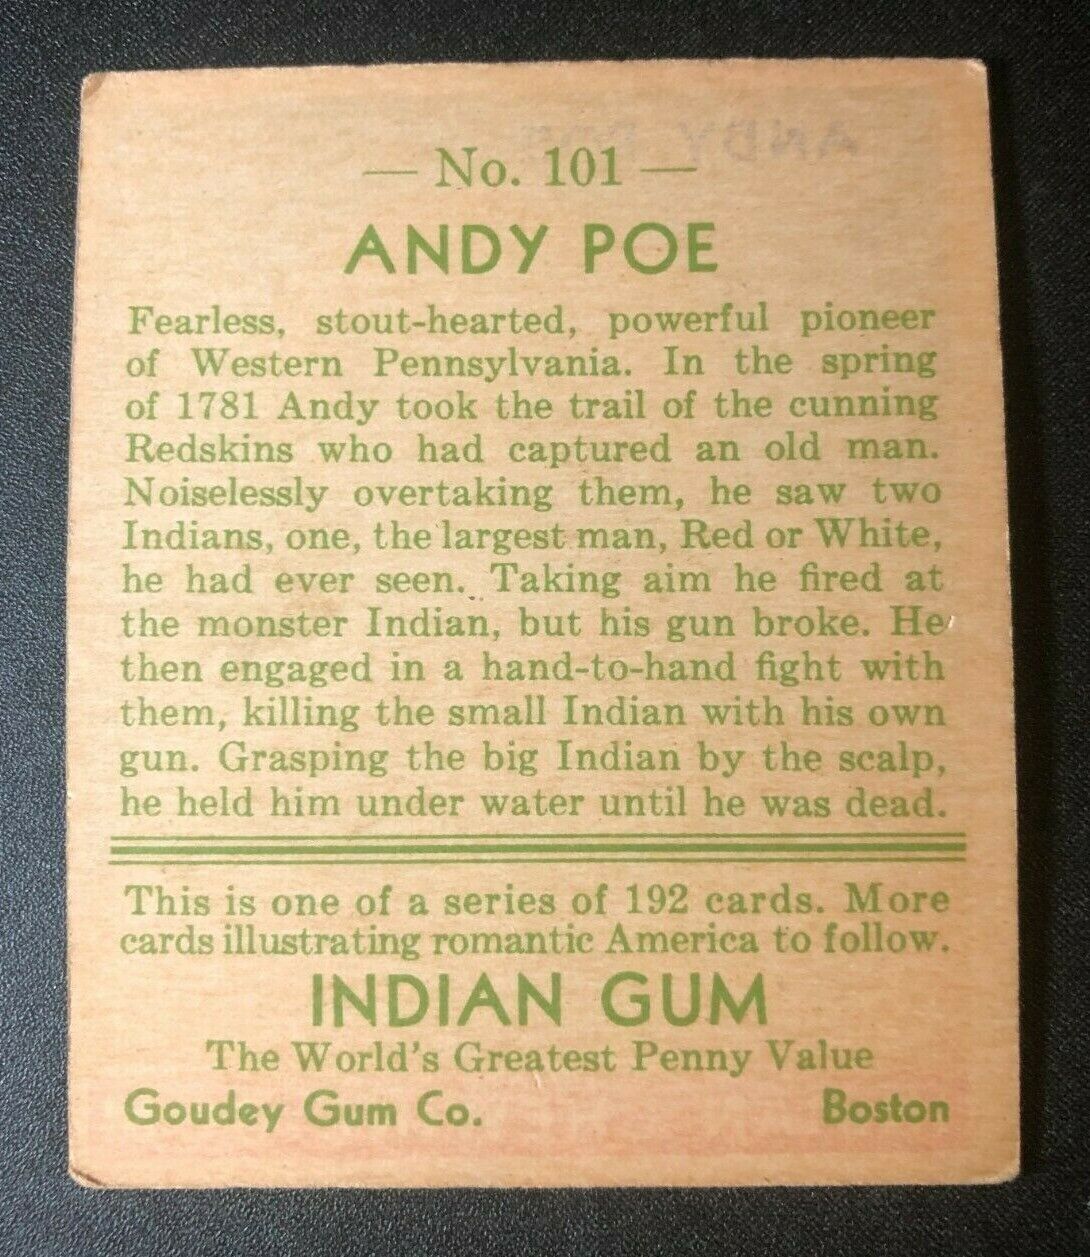 — No. 101 —
ANDY POE
Fearless, stout-hearted, powerful pioneer
of Western Pennsylvania. In the spring
of 1781 Andy took the trail of the cunning
Redskins who had captured an old man.
Noiselessly overtaking them, he saw two
Indians, one, the largest man, Red or White,
he had ever seen. Taking aim he fired at
the monster Indian, but his gun broke. He
then engaged in a hand-to-hand fight with
them, killing the small Indian with his own
gun. Grasping the big Indian by the scalp,
he held him under water until he was dead.
This is one of a series of 192 cards. More
cards illustrating romantic America to follow.
INDIAN GUM
The World's Greatest Penny Value
Goudey Gum Co. Boston